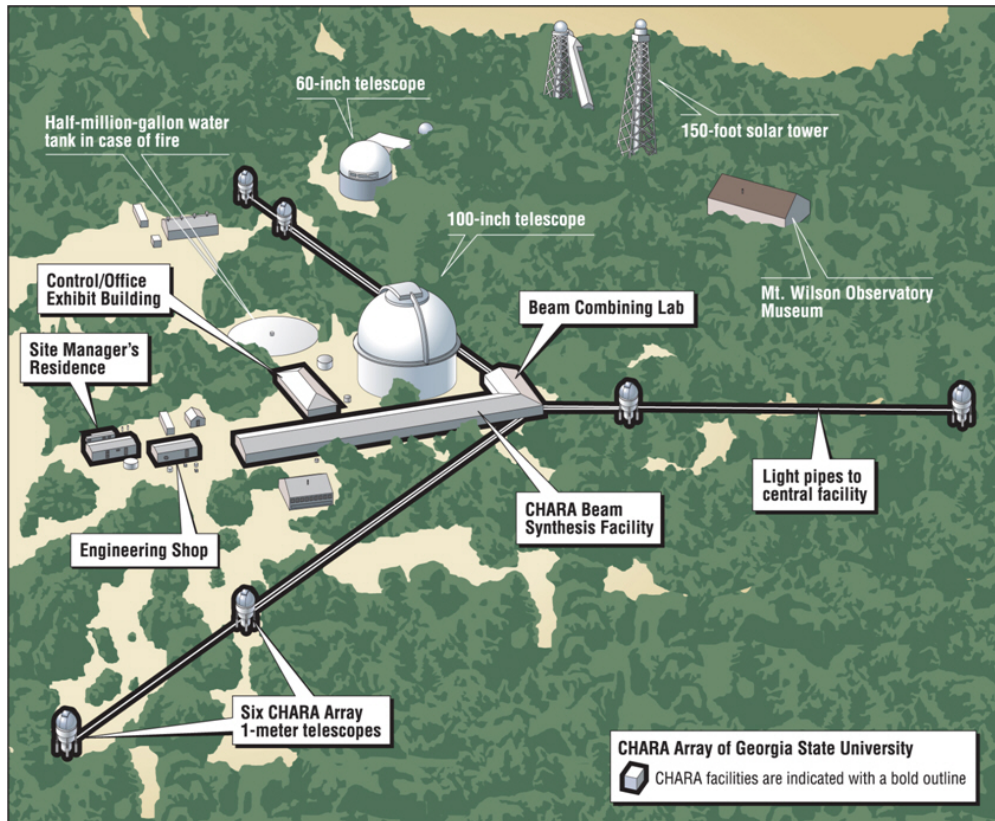 60-inch telescope
Half-million-gallon water
tank in case of fire
150-foot solar tower
100-inch telescope
Control/Office
Exhibit Building
Mt. Wilson Observatory
Museum
Beam Combining Lab
Site Manager's
Residence
Light pipes to
central facility
CHARA Beam
Synthesis Facility
Engineering Shop
Six CHARA Array
1-meter telescopes
CHARA Array of Georgia State University
CHARA facilities are indicated with a bold outline